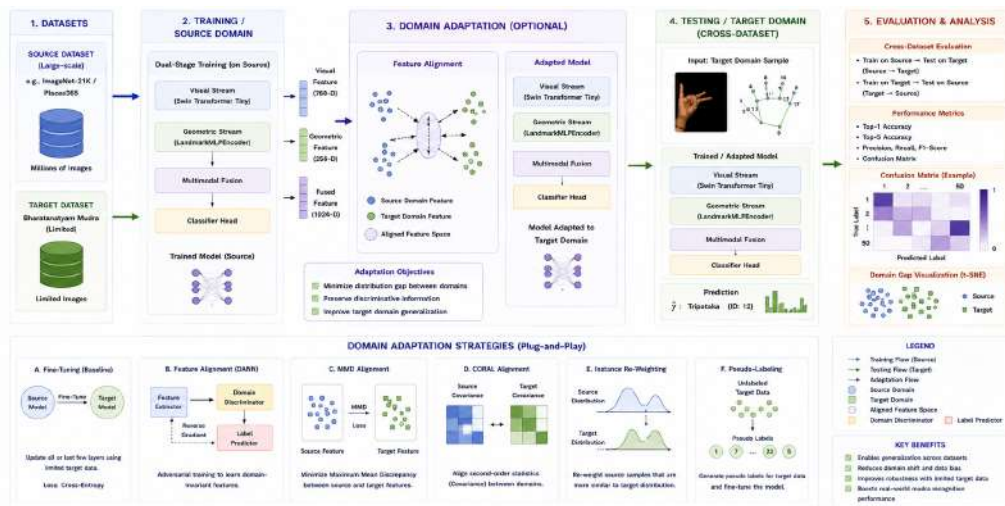 1. DATASETS
SOURCE DATASET
(Large-scale)
e.g., ImageNet-21K /
Places365
Millions of Images
TARGET DATASET
Bharatanatyam Mudra
(Limited)
Limited Images
2. TRAINING /
SOURCE DOMAIN
Dual-Stage Training (on Source)
Visual Stream
(Swin Transformer Tiny)
Geometric Stream
(LandmarkMLPEncoder)
Multimodal Fusion
Classifier Head
Trained Model (Source)
Visual
Feature
(768-D)
Geometric
Feature
(256-D)
Fused
Feature
(1024-D)
3. DOMAIN ADAPTATION (OPTIONAL)
Feature Alignment
Source Domain Feature
Target Domain Feature
Aligned Feature Space
Adapted Model
Visual Stream
(Swin Transformer Tiny)
Geometric Stream
(LandmarkMLPEncoder)
Multimodal Fusion
Classifier Head
Model Adapted to
Target Domain
Adaptation Objectives
Minimize distribution gap between domains
Preserve discriminative information
Improve target domain generalization
4. TESTING / TARGET DOMAIN
(CROSS-DATASET)
Input: Target Domain Sample
Trained / Adapted Model
Visual Stream
(Swin Transformer Tiny)
Geometric Stream
(LandmarkMLPEncoder)
Multimodal Fusion
Classifier Head
Prediction
ŷ : Tripataka (ID: 12)
5. EVALUATION & ANALYSIS
Cross-Dataset Evaluation
• Train on Source → Test on Target
(Source → Target)
• Train on Target → Test on Source
(Target → Source)
Performance Metrics
• Top-1 Accuracy
• Top-5 Accuracy
• Precision, Recall, F1-Score
• Confusion Matrix
Confusion Matrix (Example)
1 2 ... 50
True Label
1
2
50
1
0
Predicted Label
Domain Gap Visualization (t-SNE)
Source
Target
DOMAIN ADAPTATION STRATEGIES (Plug-and-Play)
A. Fine-Tuning (Baseline)
Source
Model
Fine-Tune
Target
Model
Update all or last few layers using
limited target data.
Loss: Cross-Entropy
B. Feature Alignment (DANN)
Feature
Extractor
Domain
Discriminator
Reverse
Gradient
Label
Predictor
Adversarial training to learn domain-
invariant features.
C. MMD Alignment
MMD
Loss
Source Feature
Target Feature
Minimize Maximum Mean Discrepancy
between source and target features.
D. CORAL Alignment
Source
Covariance
Target
Covariance
Align second-order statistics
(Covariance) between domains.
E. Instance Re-Weighting
Source
Distribution
Target
Distribution
Re-weight source samples that are
more similar to target distribution.
F. Pseudo-Labeling
Unlabeled
Target Data
Pseudo Labels
1 7 ... 22 5
Generate pseudo labels for target data
and fine-tune the model.
LEGEND
Training Flow (Source)
Testing Flow (Target)
Adaptation Flow
Source Domain
Target Domain
Aligned Feature Space
Domain Discriminator
Label Predictor
KEY BENEFITS
Enables generalization across datasets
Reduces domain shift and data bias
Improves robustness with limited target data
Boosts real-world mudra recognition
performance